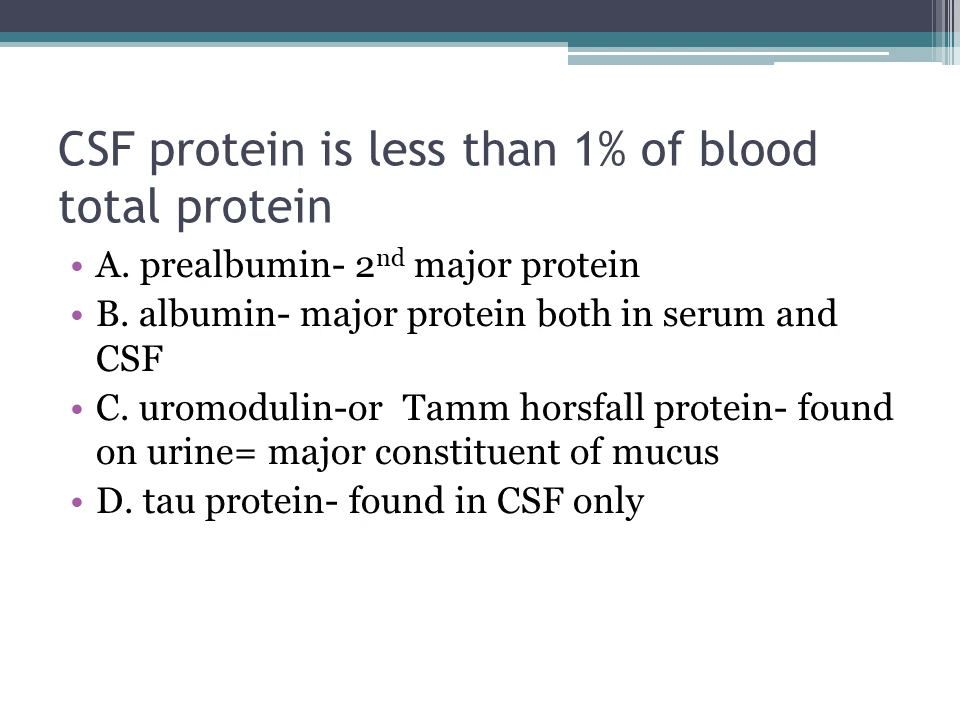 CSF protein is less than 1% of blood
total protein
• A. prealbumin- 2nd major protein
• B. albumin- major protein both in serum and
CSF
• C. uromodulin-or  Tamm horsfall protein- found
on urine= major constituent of mucus
• D. tau protein- found in CSF only